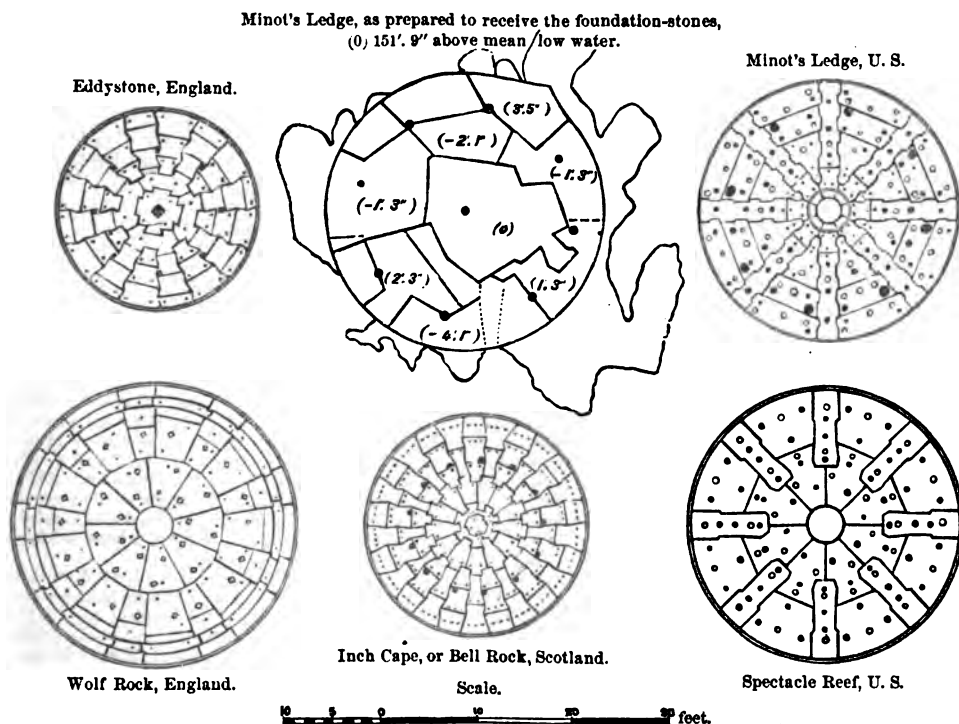 Minot's Ledge, as prepared to receive the foundation-stones,
(0) 151'. 9" above mean low water.
Eddystone, England.
Minot's Ledge, U. S.
(3'.5")
(-2'.1")
(-1'.3")
(-1'.3")
(0)
(2'.3")
(1'.3")
(-4'.1")
Inch Cape, or Bell Rock, Scotland.
Wolf Rock, England.
Spectacle Reef, U. S.
Scale.
10 5 0 10 20 30 feet.